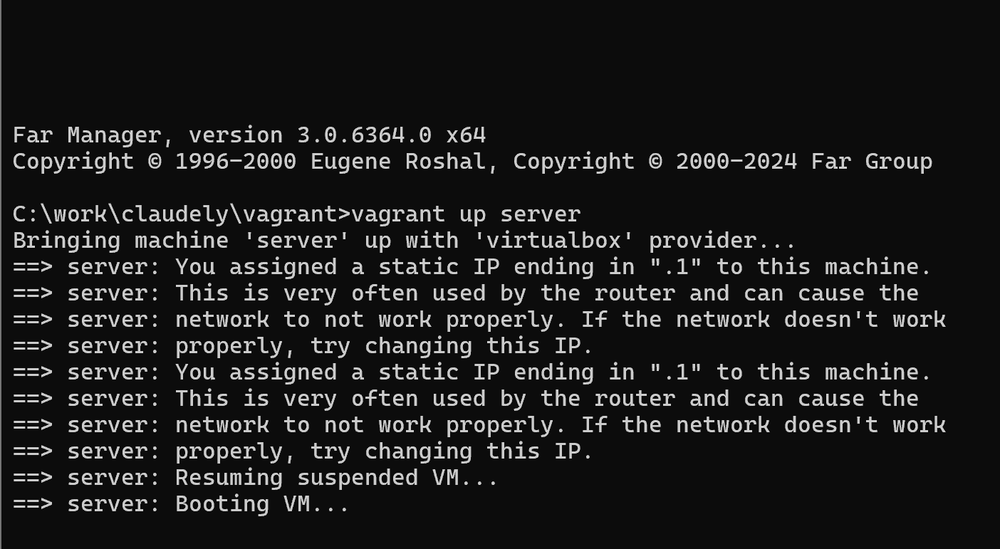 Far Manager, version 3.0.6364.0 x64
Copyright © 1996-2000 Eugene Roshal, Copyright © 2000-2024 Far Group
C:\work\claudely\vagrant>vagrant up server
Bringing machine 'server' up with 'virtualbox' provider...
==> server: You assigned a static IP ending in ".1" to this machine.
==> server: This is very often used by the router and can cause the
==> server: network to not work properly. If the network doesn't work
==> server: properly, try changing this IP.
==> server: You assigned a static IP ending in ".1" to this machine.
==> server: This is very often used by the router and can cause the
==> server: network to not work properly. If the network doesn't work
==> server: properly, try changing this IP.
==> server: Resuming suspended VM...
==> server: Booting VM...